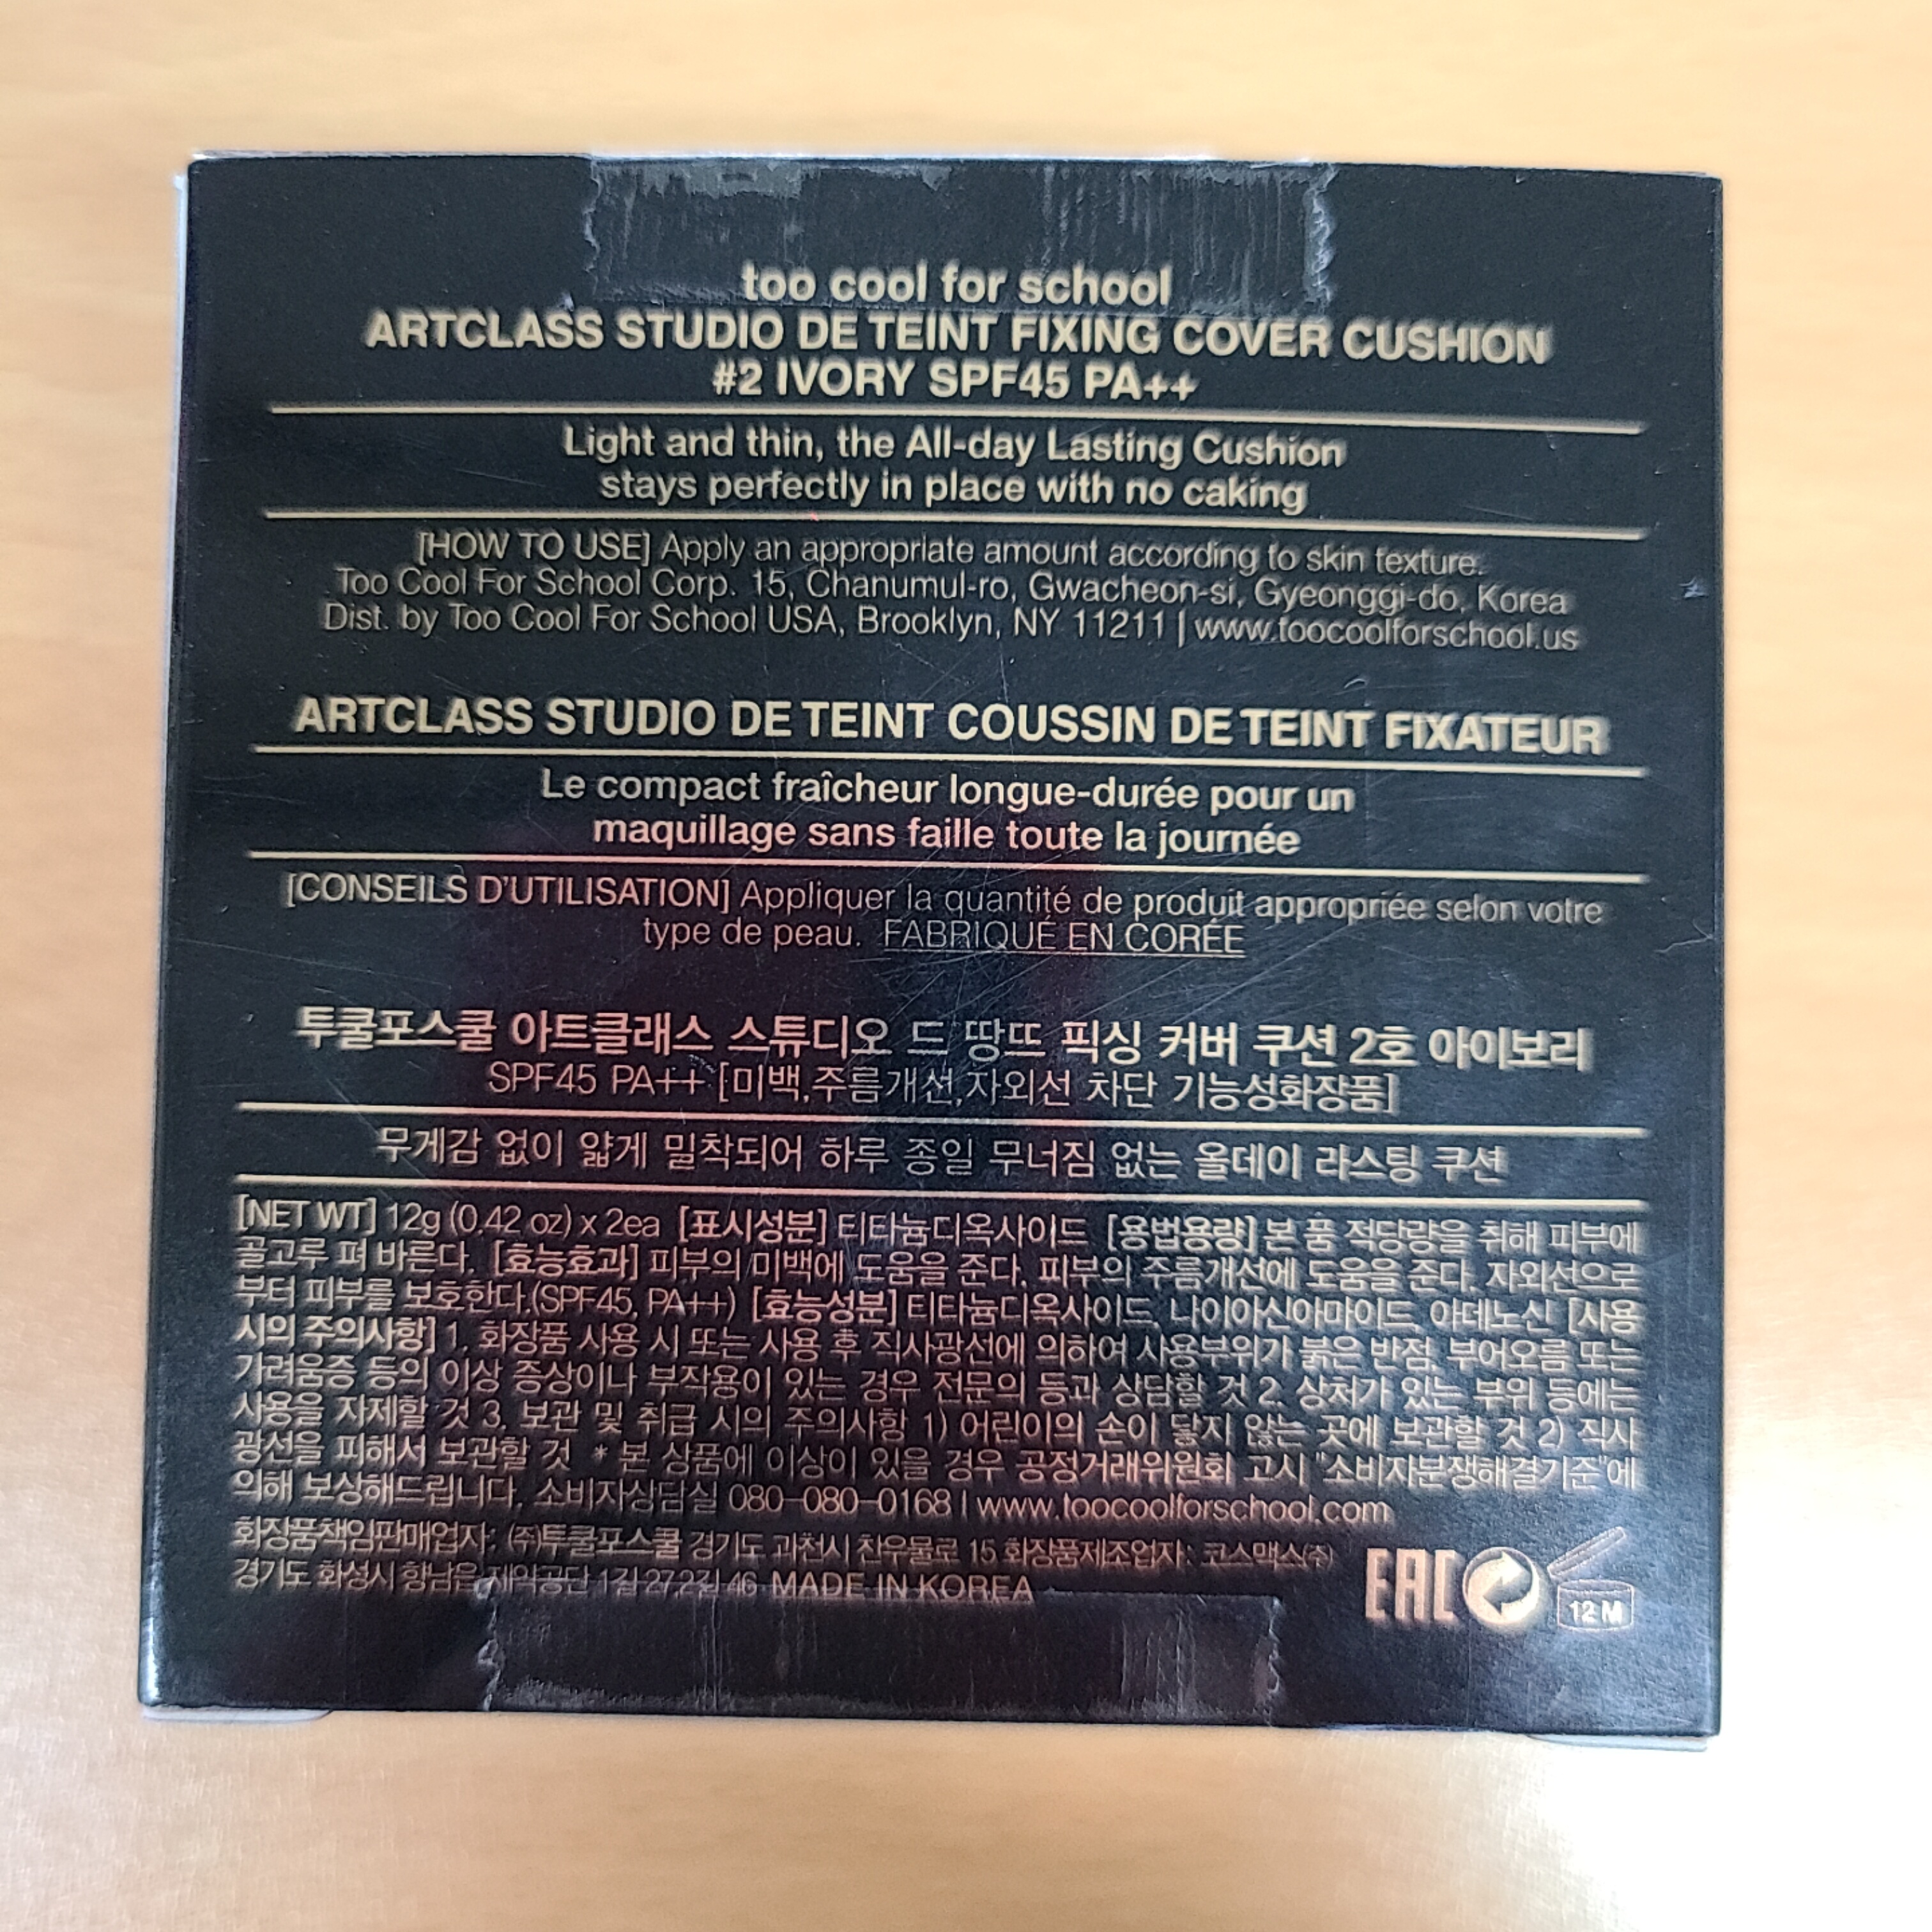 too cool for school
ARTCLASS STUDIO DE TEINT FIXING COVER CUSHION
#2 IVORY SPF45 PA++
Light and thin, the All-day Lasting Cushion
stays perfectly in place with no caking
[HOW TO USE] Apply an appropriate amount according to skin texture.
Too Cool For School Corp. 15, Chanumul-ro, Gwacheon-si, Gyeonggi-do, Korea
Dist. by Too Cool For School USA, Brooklyn, NY 11211 | www.toocoolforschool.us
ARTCLASS STUDIO DE TEINT COUSSIN DE TEINT FIXATEUR
Le compact fraîcheur longue-durée pour un
maquillage sans faille toute la journée
[CONSEILS D'UTILISATION] Appliquer la quantité de produit appropriée selon votre
type de peau. FABRIQUÉ EN CORÉE
투쿨포스쿨 아트클래스 스튜디오 드 땅뜨 픽싱 커버 쿠션 2호 아이보리
SPF45 PA++ [미백,주름개선,자외선 차단 기능성화장품]
무게감 없이 얇게 밀착되어 하루 종일 무너짐 없는 올데이 라스팅 쿠션
[NET WT] 12g (0.42 oz) x 2ea [표시성분] 티타늄디옥사이드 [용법용량] 본 품 적당량을 취해 피부에
골고루 펴 바른다. [효능효과] 피부의 미백에 도움을 준다. 피부의 주름개선에 도움을 준다. 자외선으로
부터 피부를 보호한다.(SPF45, PA++) [효능성분] 티타늄디옥사이드, 나이아신아마이드, 아데노신 [사용
시의 주의사항] 1. 화장품 사용 시 또는 사용 후 직사광선에 의하여 사용부위가 붉은 반점, 부어오름 또는
가려움증 등의 이상 증상이나 부작용이 있는 경우 전문의 등과 상담할 것 2. 상처가 있는 부위 등에는
사용을 자제할 것 3. 보관 및 취급 시의 주의사항 1) 어린이의 손이 닿지 않는 곳에 보관할 것 2) 직사
광선을 피해서 보관할 것 * 본 상품에 이상이 있을 경우 공정거래위원회 고시 "소비자분쟁해결기준"에
의해 보상해드립니다. 소비자상담실 080-080-0168 | www.toocoolforschool.com
화장품책임판매업자: (주)투쿨포스쿨 경기도 과천시 찬우물로 15 화장품제조업자: 코스맥스(주)
경기도 화성시 향남읍 제약공단 1길 27,2길 46 MADE IN KOREA
EAC
12 M